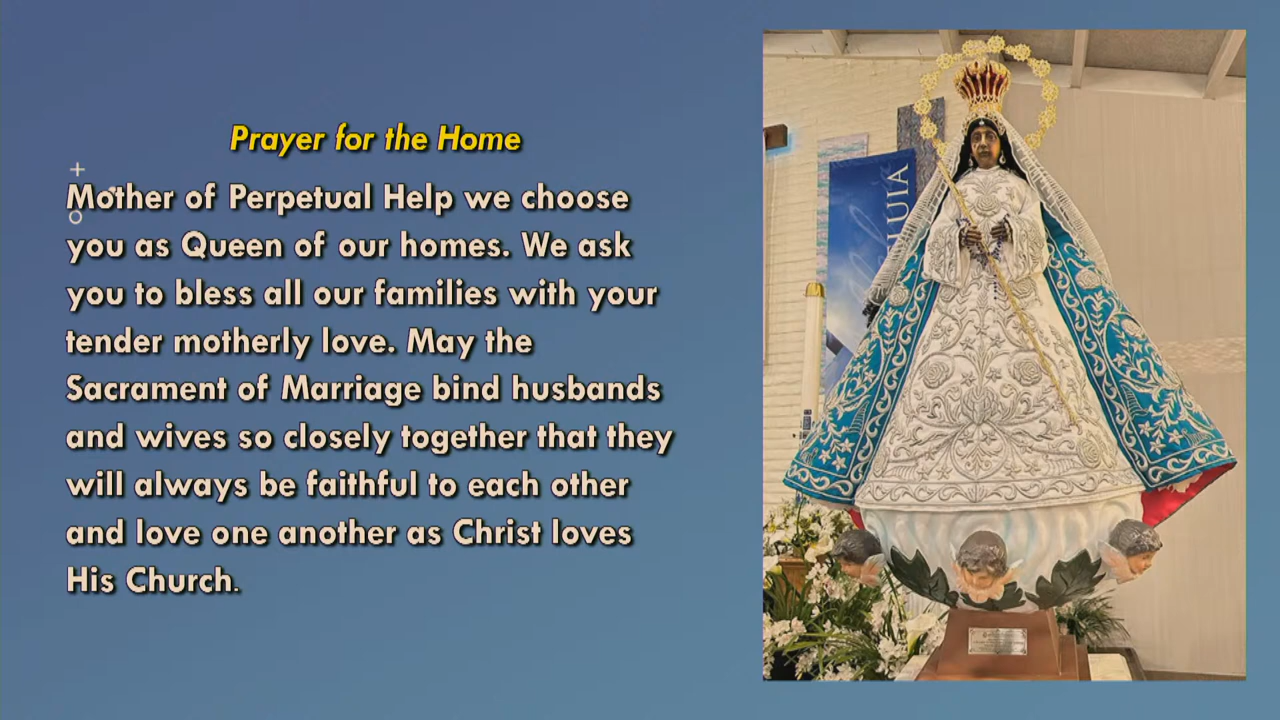 Prayer for the Home
Mother of Perpetual Help we choose
you as Queen of our homes. We ask
you to bless all our families with your
tender motherly love. May the
Sacrament of Marriage bind husbands
and wives so closely together that they
will always be faithful to each other
and love one another as Christ loves
His Church.
UIA